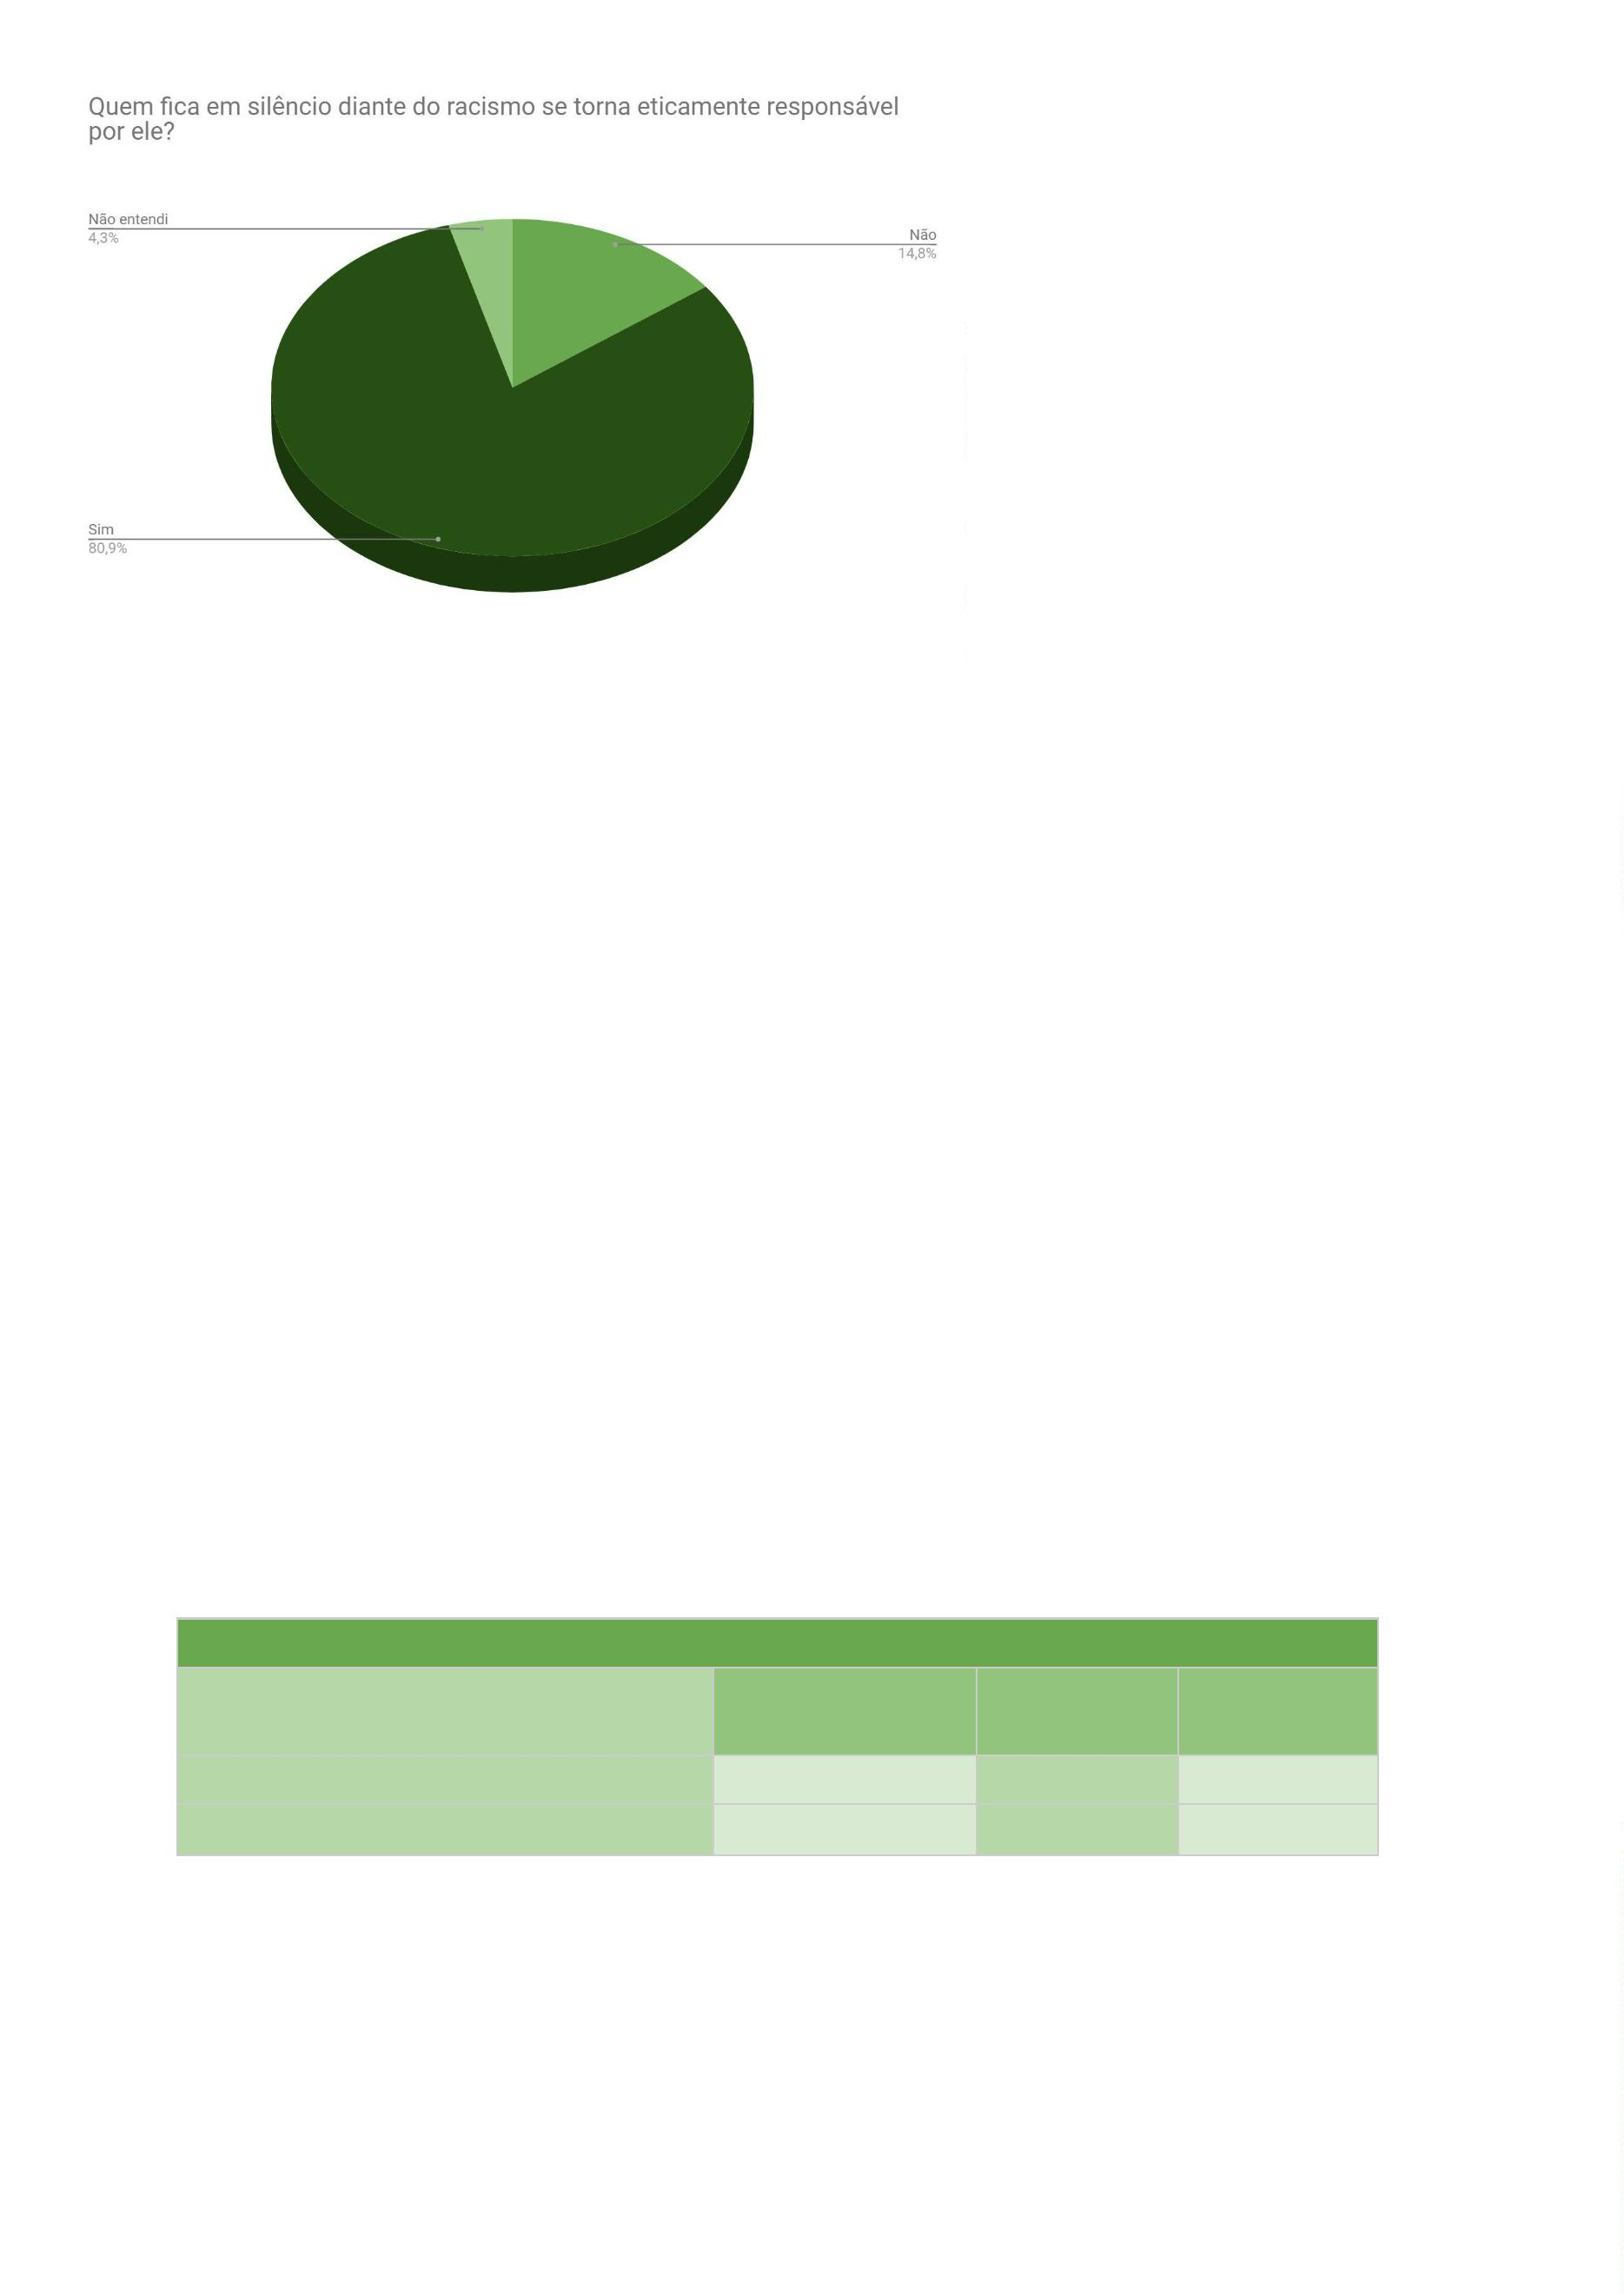 Quem fica em silêncio diante do racismo se torna eticamente responsável
por ele?
Não entendi
4,3%
Não
14,8%
Sim
80,9%